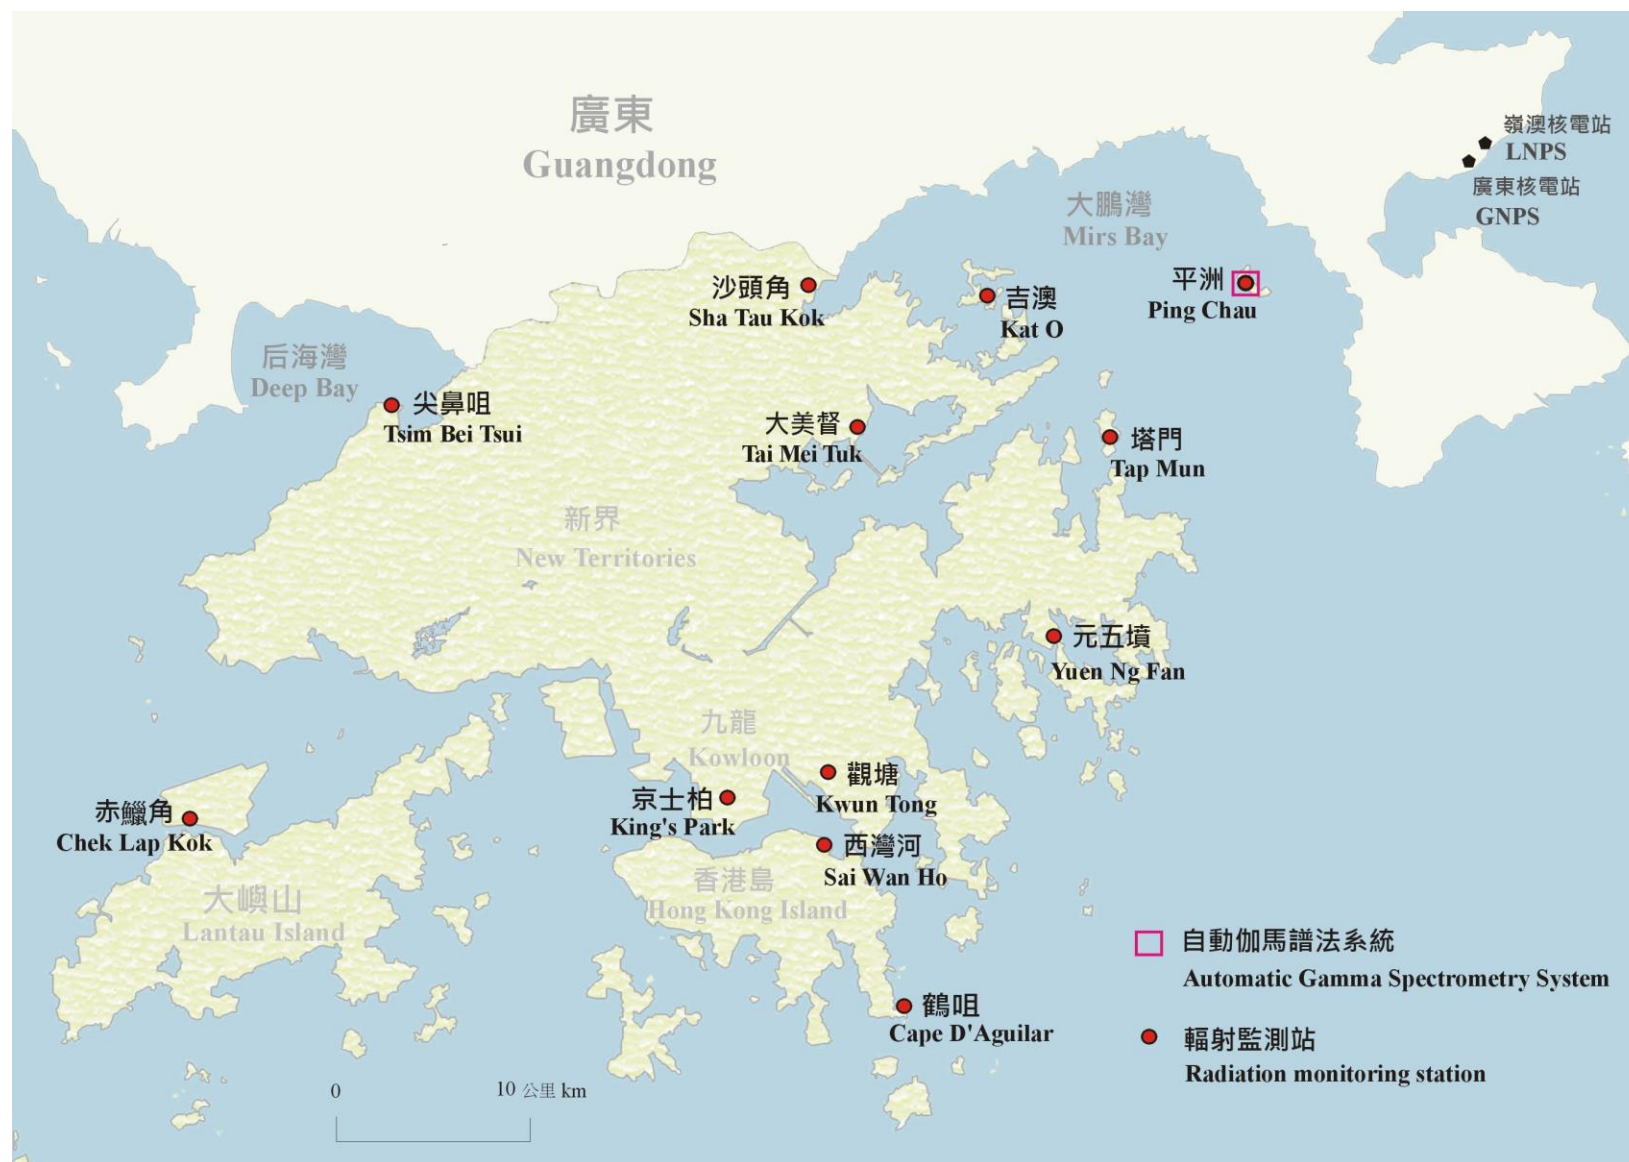 廣東
Guangdong
嶺澳核電站
LNPS
廣東核電站
GNPS
大鵬灣
Mirs Bay
沙頭角
Sha Tau Kok
吉澳
Kat O
平洲
Ping Chau
后海灣
Deep Bay
尖鼻咀
Tsim Bei Tsui
大美督
Tai Mei Tuk
塔門
Tap Mun
新界
New Territories
元五墳
Yuen Ng Fan
九龍
Kowloon
觀塘
Kwun Tong
京士柏
King's Park
赤鱲角
Chek Lap Kok
西灣河
Sai Wan Ho
香港島
Hong Kong Island
大嶼山
Lantau Island
鶴咀
Cape D'Aguilar
自動伽馬譜法系統
Automatic Gamma Spectrometry System
輻射監測站
Radiation monitoring station
0 10 公里 km